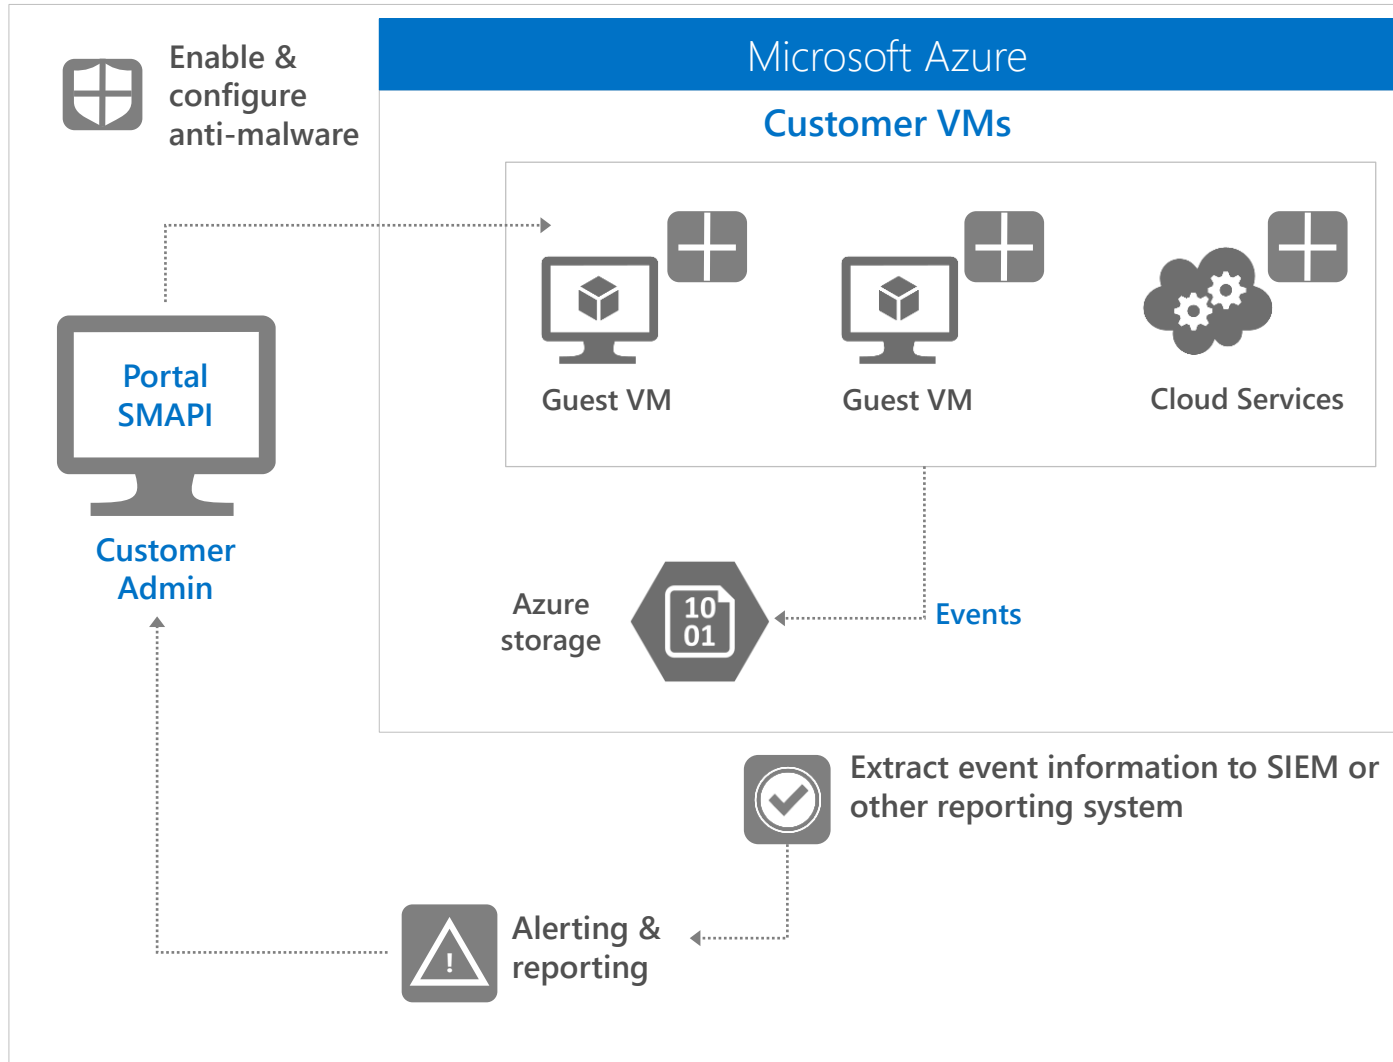 Enable &
configure
anti-malware
Microsoft Azure
Customer VMs
Guest VM
Guest VM
Cloud Services
Portal
SMAPI
Customer
Admin
Azure
storage
10
01
Events
Extract event information to SIEM or
other reporting system
!
Alerting &
reporting